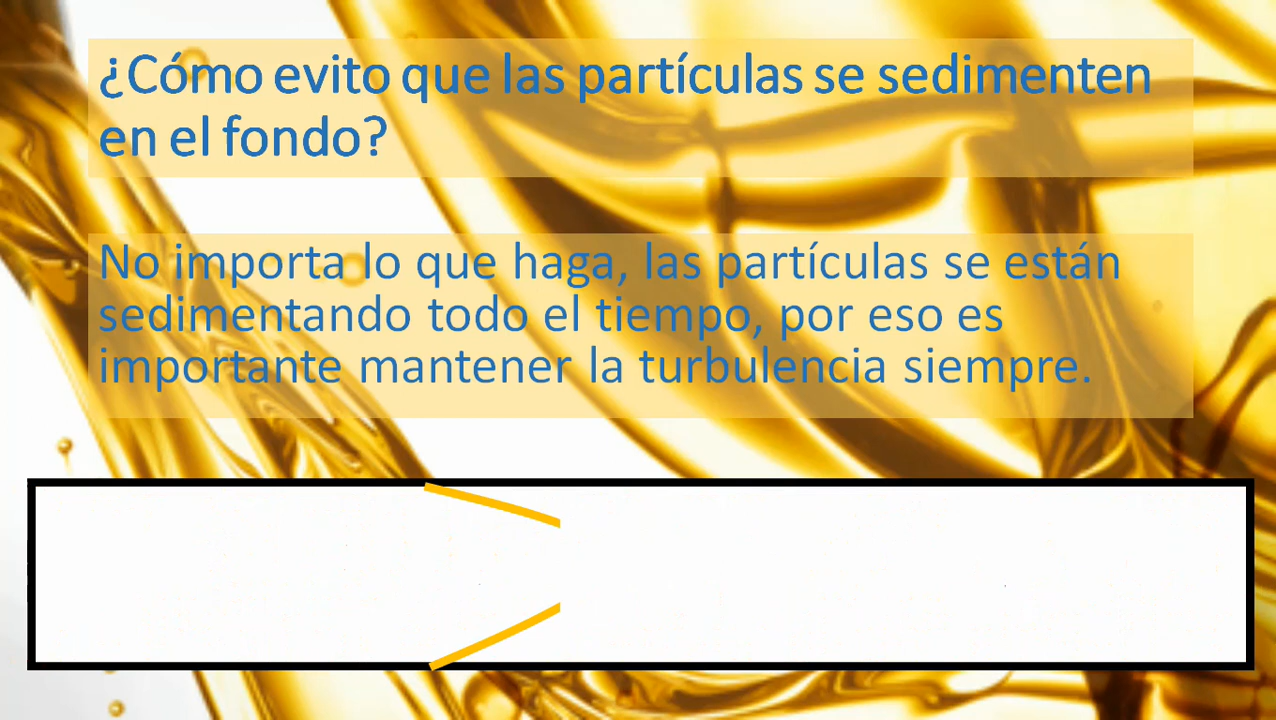 ¿Cómo evito que las partículas se sedimenten
en el fondo?
No importa lo que haga, las partículas se están
sedimentando todo el tiempo, por eso es
importante mantener la turbulencia siempre.